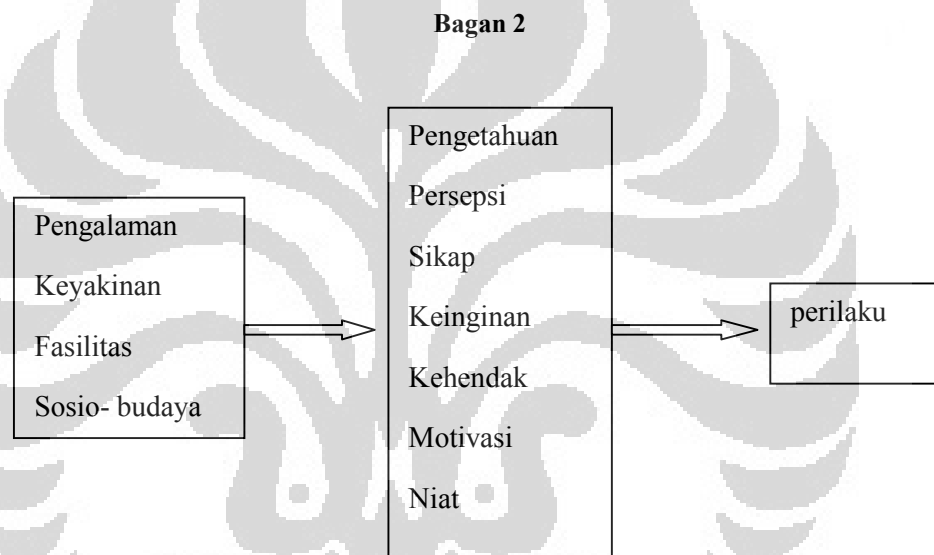 Bagan 2
Pengalaman
Keyakinan
Fasilitas
Sosio- budaya
Pengetahuan
Persepsi
Sikap
Keinginan
Kehendak
Motivasi
Niat
perilaku